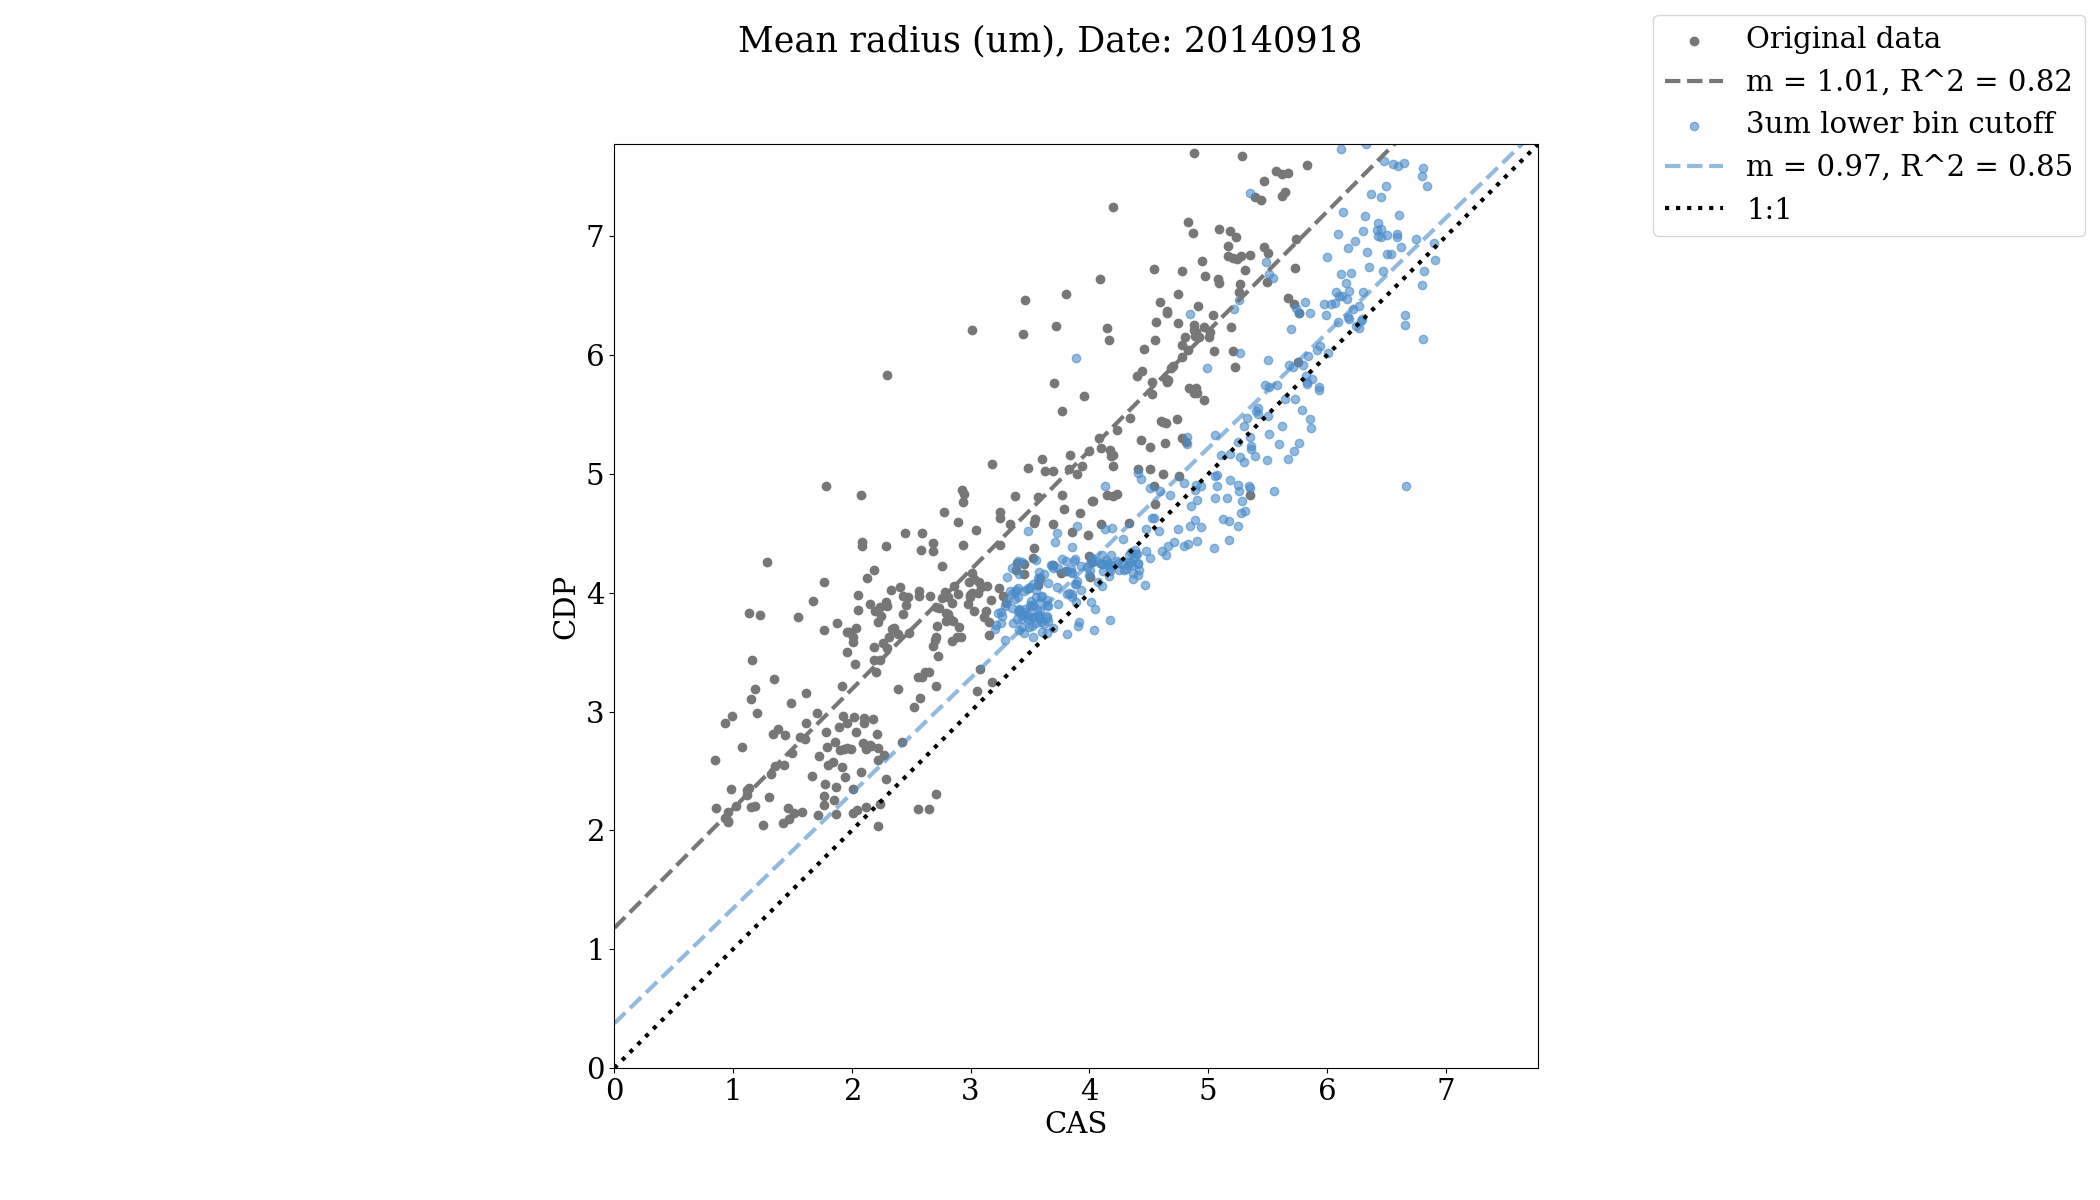 Mean radius (um), Date: 20140918
Original data
m = 1.01, R^2 = 0.82
3um lower bin cutoff
m = 0.97, R^2 = 0.85
1:1
CDP
7
6
5
4
3
2
1
0
0 1 2 3 4 5 6 7
CAS